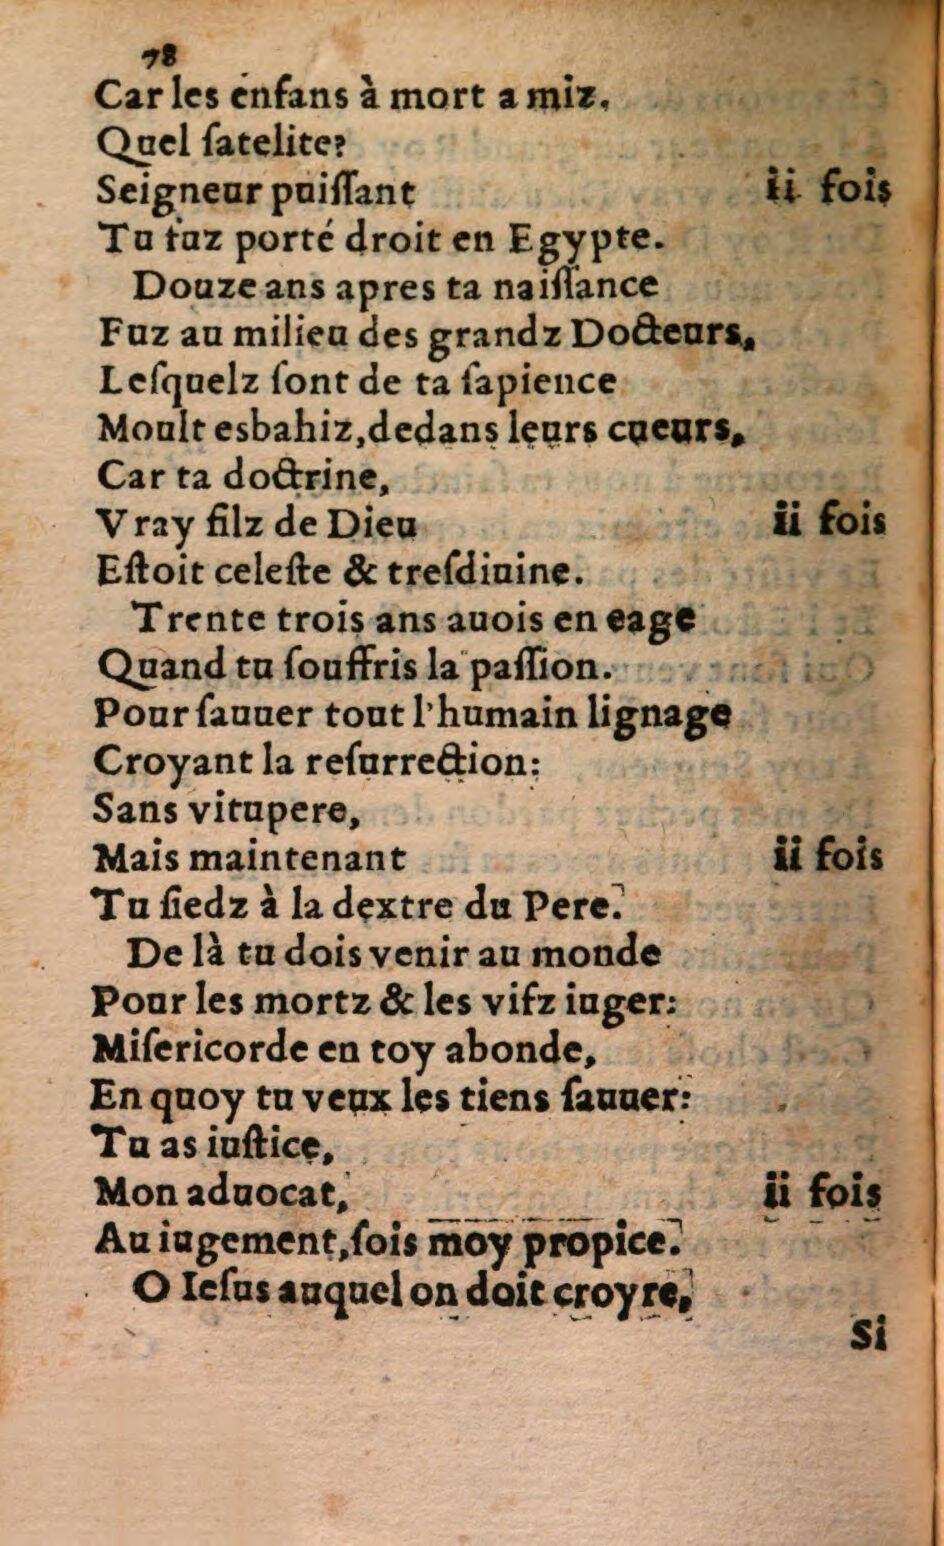 78
Car les enfans à mort a miz,
Quel ſatelite?
Seigneur puiſſant ii fois
Tu fuz porté droit en Egypte.
Douze ans apres ta naiſſance
Fuz au milieu des grandz Docteurs,
Leſquelz ſont de ta ſapience
Moult esbahiz, dedans leurs cueurs,
Car ta doctrine,
Vray filz de Dieu ii fois
Eſtoit celeſte & treſdiuine.
Trente trois ans auois en eage
Quand tu ſouffris la paſſion.
Pour ſauuer tout l'humain lignage
Croyant la reſurrection:
Sans vitupere,
Mais maintenant ii fois
Tu ſiedz à la dextre du Pere.
De là tu dois venir au monde
Pour les mortz & les vifz iuger:
Miſericorde en toy abonde,
En quoy tu veux les tiens ſauuer:
Tu as iuſtice,
Mon aduocat, ii fois
Au iugement, ſois moy propice.
O Ieſus auquel on doit croyre,
Si